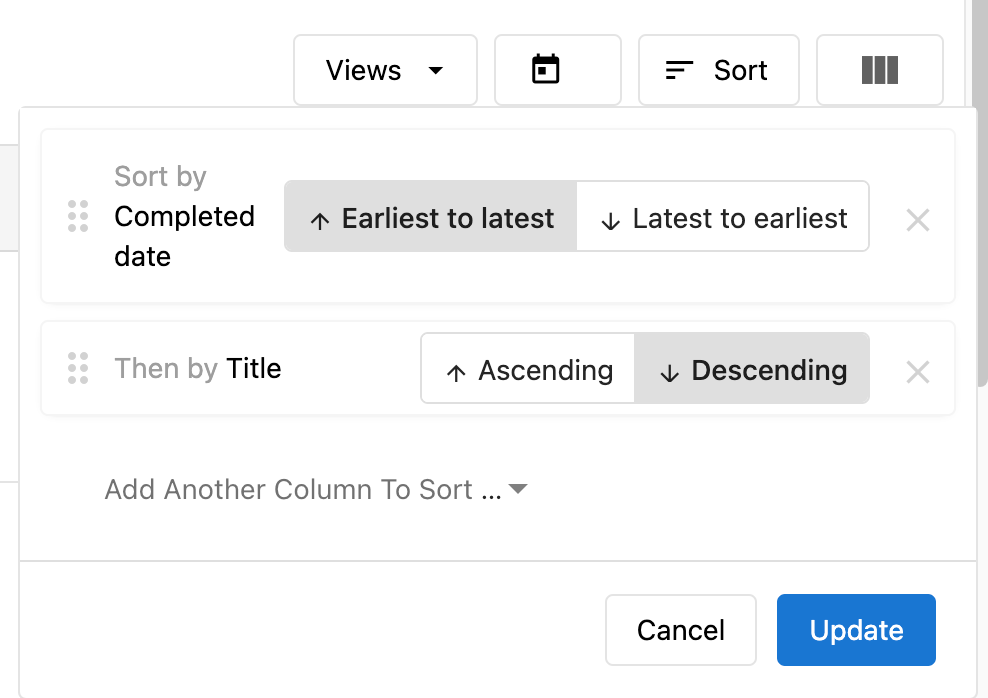 Views
Sort
Sort by
Completed
date
Earliest to latest
Latest to earliest
Then by Title
Ascending
Descending
Add Another Column To Sort ...
Cancel
Update